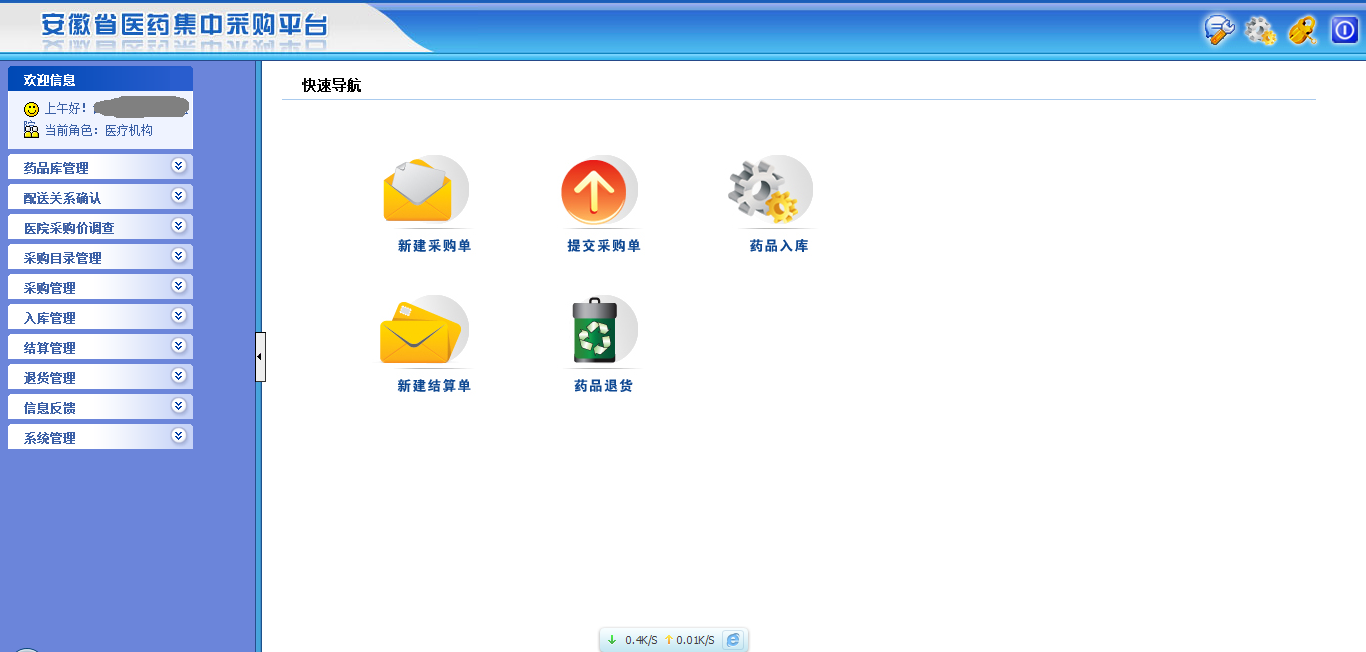 安徽省医药集中采购平台
欢迎信息
上午好!
当前角色：医疗机构
药品库管理
配送关系确认
医院采购价调查
采购目录管理
采购管理
入库管理
结算管理
退货管理
信息反馈
系统管理
快速导航
新建采购单 提交采购单 药品入库
新建结算单 药品退货
0.4K/S 0.01K/S